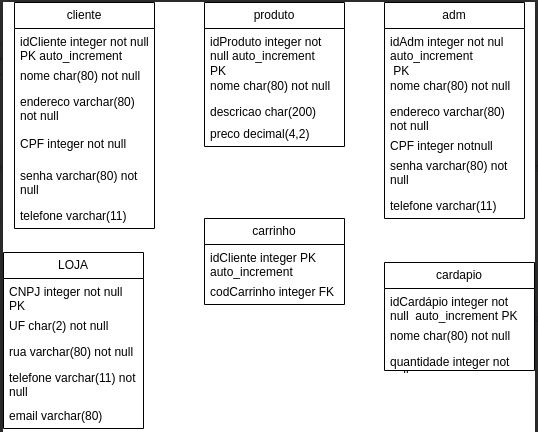 cliente
idCliente integer not null
PK auto_increment
nome char(80) not null
endereco varchar(80)
not null
CPF integer not null
senha varchar(80) not
null
telefone varchar(11)
produto
idProduto integer not
null auto_increment
PK
nome char(80) not null
descricao char(200)
preco decimal(4,2)
adm
idAdm integer not nul
auto_increment
PK
nome char(80) not null
endereco varchar(80)
not null
CPF integer notnull
senha varchar(80) not
null
telefone varchar(11)
LOJA
CNPJ integer not null
PK
UF char(2) not null
rua varchar(80) not null
telefone varchar(11) not
null
email varchar(80)
carrinho
idCliente integer PK
auto_increment
codCarrinho integer FK
cardapio
idCardápio integer not
null auto_increment PK
nome char(80) not null
quantidade integer not